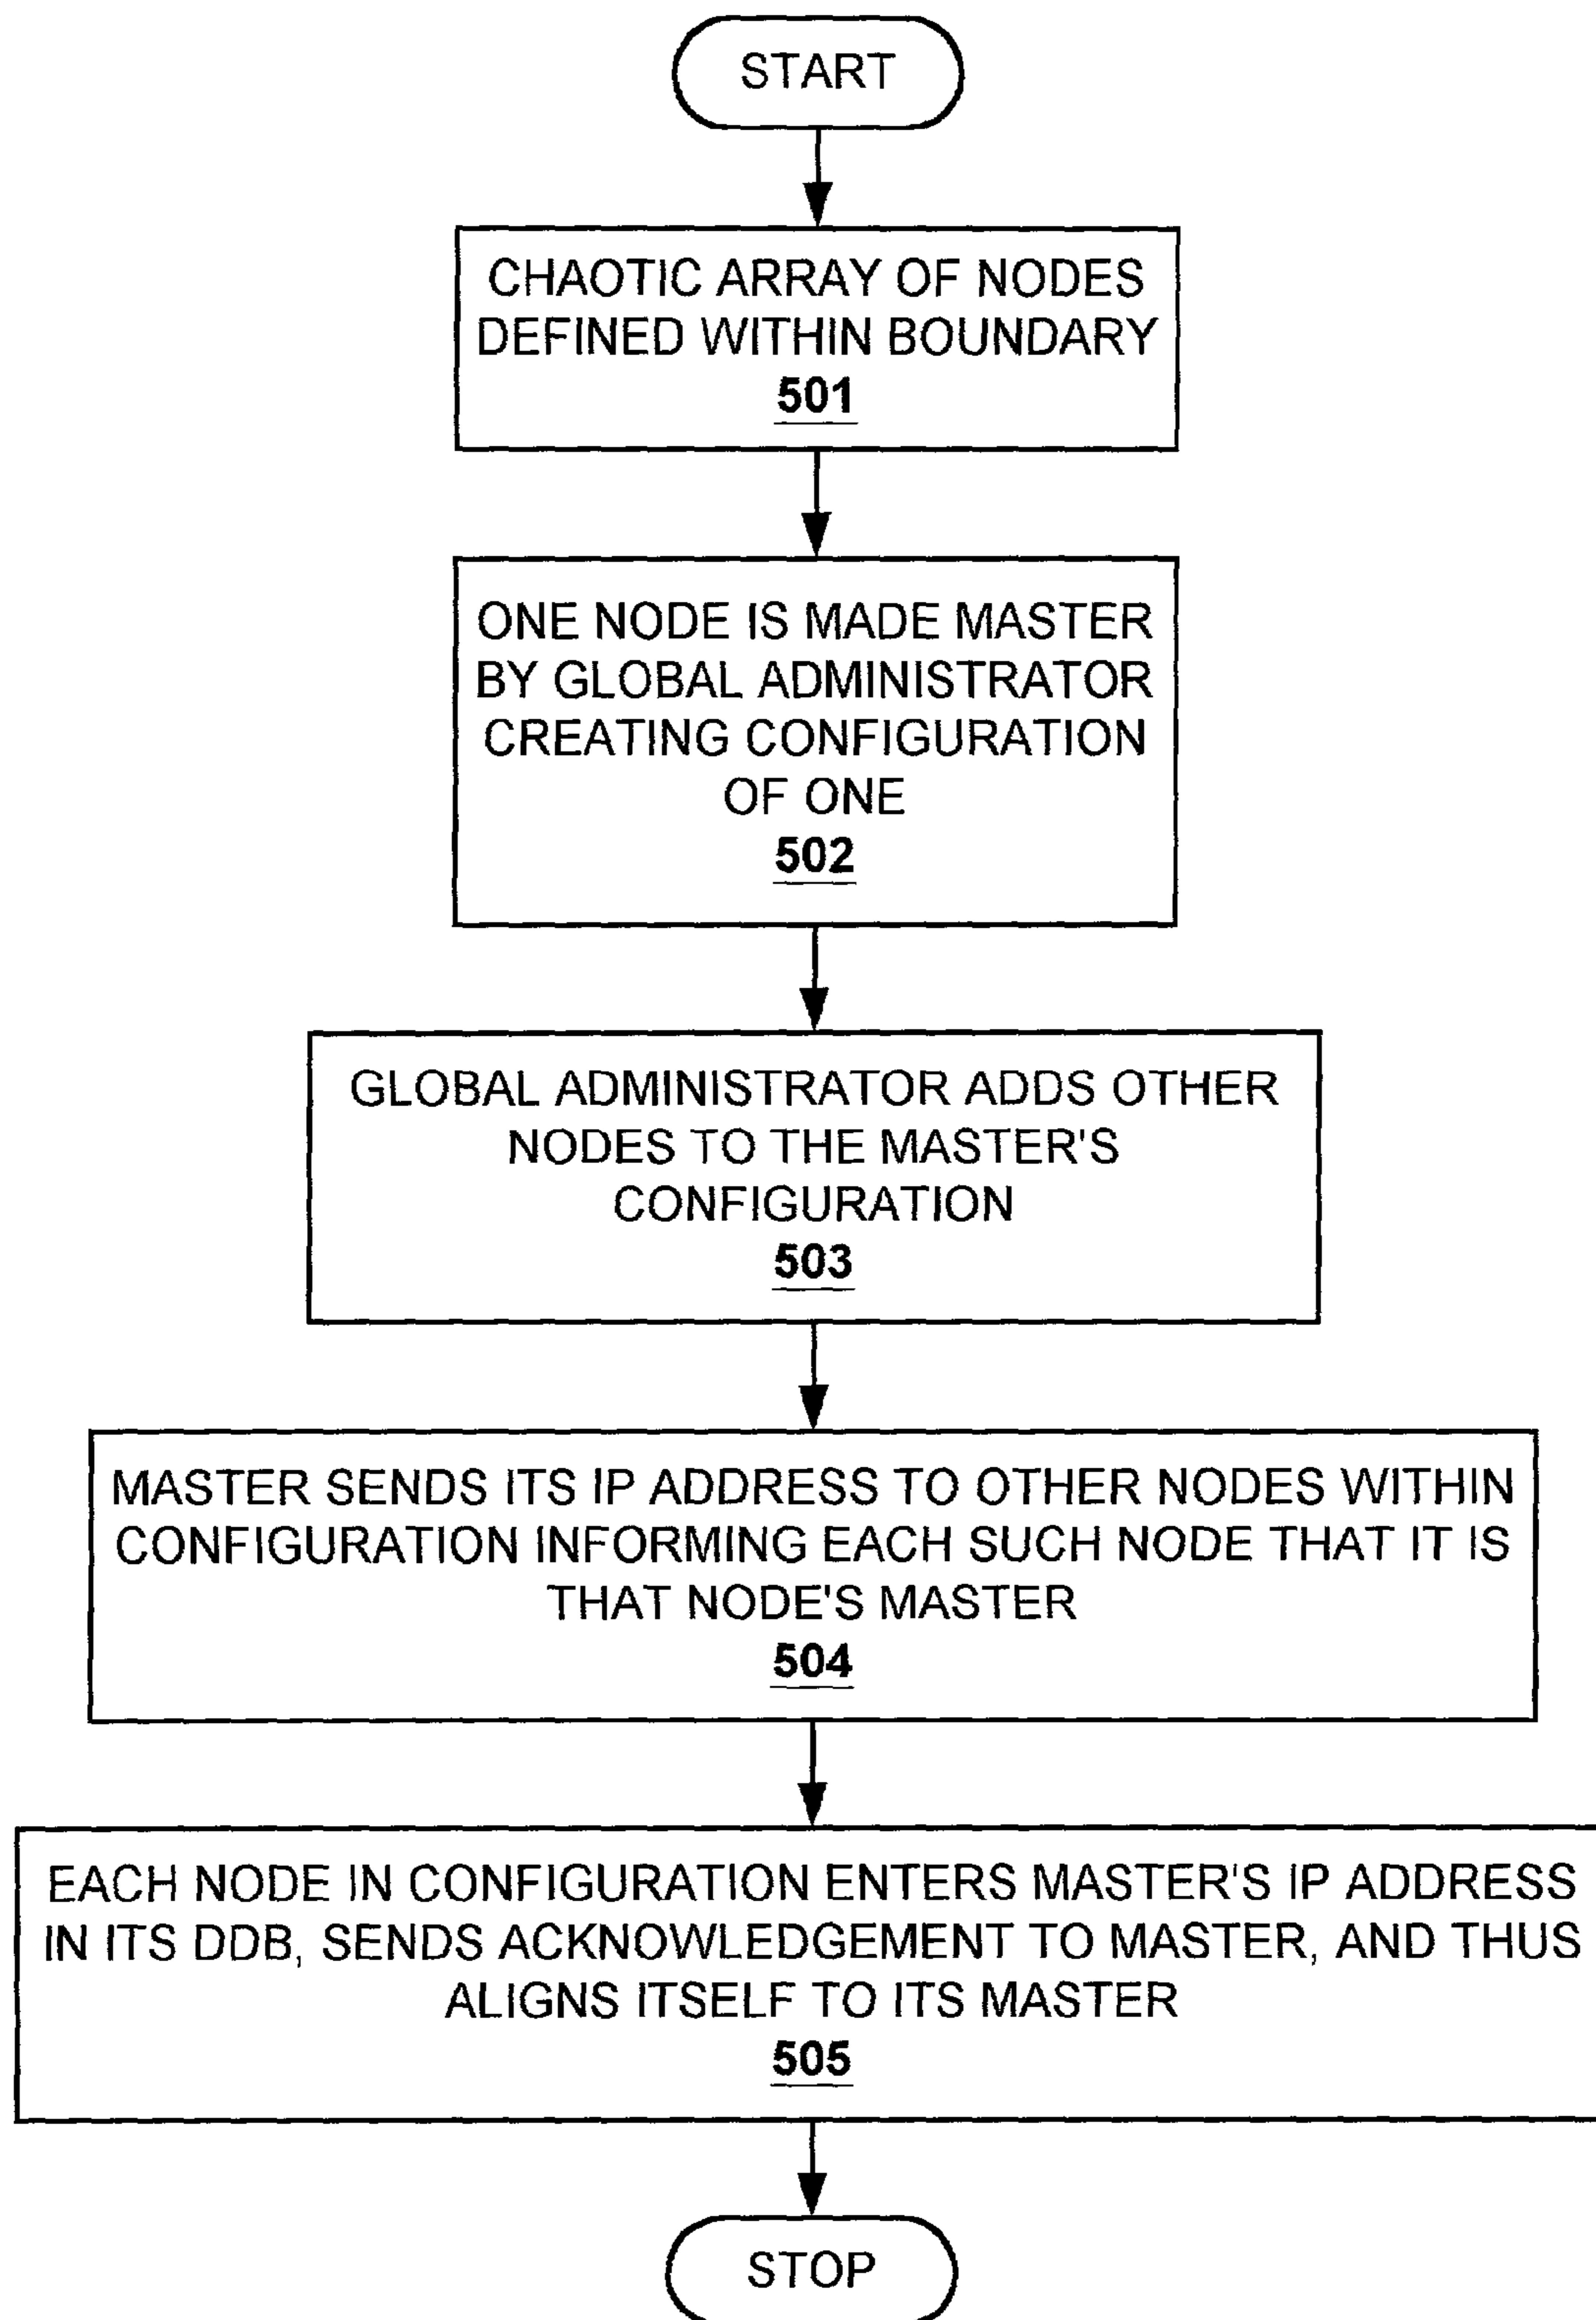 START
CHAOTIC ARRAY OF NODES
DEFINED WITHIN BOUNDARY
501
ONE NODE IS MADE MASTER
BY GLOBAL ADMINISTRATOR
CREATING CONFIGURATION
OF ONE
502
GLOBAL ADMINISTRATOR ADDS OTHER
NODES TO THE MASTER'S
CONFIGURATION
503
MASTER SENDS ITS IP ADDRESS TO OTHER NODES WITHIN
CONFIGURATION INFORMING EACH SUCH NODE THAT IT IS
THAT NODE'S MASTER
504
EACH NODE IN CONFIGURATION ENTERS MASTER'S IP ADDRESS
IN ITS DDB, SENDS ACKNOWLEDGEMENT TO MASTER, AND THUS
ALIGNS ITSELF TO ITS MASTER
505
STOP